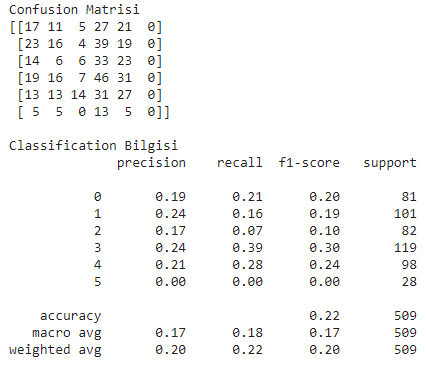 Confusion Matrisi
[[17 11  5 27 21  0]
 [23 16  4 39 19  0]
 [14  6  6 33 23  0]
 [19 16  7 46 31  0]
 [13 13 14 31 27  0]
 [ 5  5  0 13  5  0]]
Classification Bilgisi
precision    recall  f1-score   support
0       0.19      0.21      0.20        81
1       0.24      0.16      0.19       101
2       0.17      0.07      0.10        82
3       0.24      0.39      0.30       119
4       0.21      0.28      0.24        98
5       0.00      0.00      0.00        28
accuracy                           0.22       509
macro avg       0.17      0.18      0.17       509
weighted avg       0.20      0.22      0.20       509